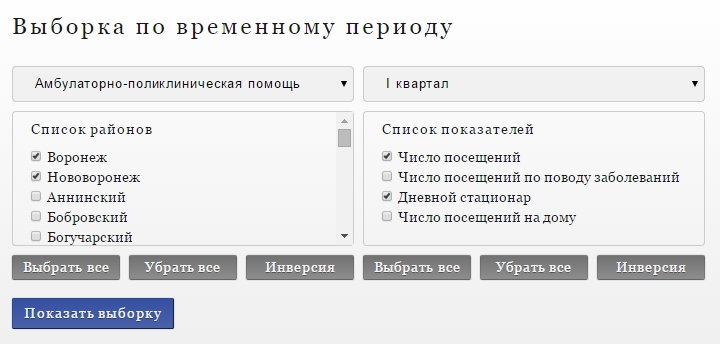 Выборка по временному периоду
Амбулаторно-поликлиническая помощь
I квартал
Список районов
Воронеж
Нововоронеж
Аннинский
Бобровский
Богучарский
Список показателей
Число посещений
Число посещений по поводу заболеваний
Дневной стационар
Число посещений на дому
Выбрать все
Убрать все
Инверсия
Выбрать все
Убрать все
Инверсия
Показать выборку